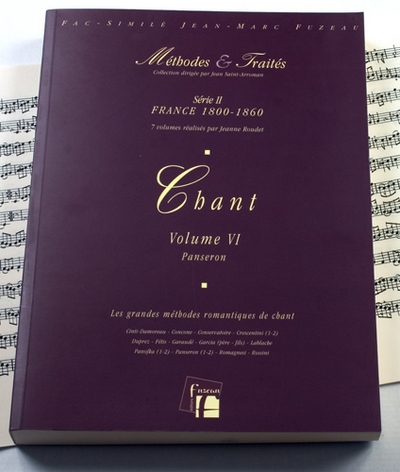 Fac-Similé Jean-Marc Fuzeau
Méthodes & Traités
Collection dirigée par Jean Saint-Arroman
Série II
FRANCE 1800-1860
7 volumes réalisés par Jeanne Roudet
Chant
Volume VI
Panseron
Les grandes méthodes romantiques de chant
Cinti-Damoreau - Concone - Conservatoire - Crescentini (1-2)
Duprez - Fétis - Garaudé - Garcia (père - fils) - Lablache
Panofka (1-2) - Panseron (1-2) - Romagnesi - Rossini
fuzeau